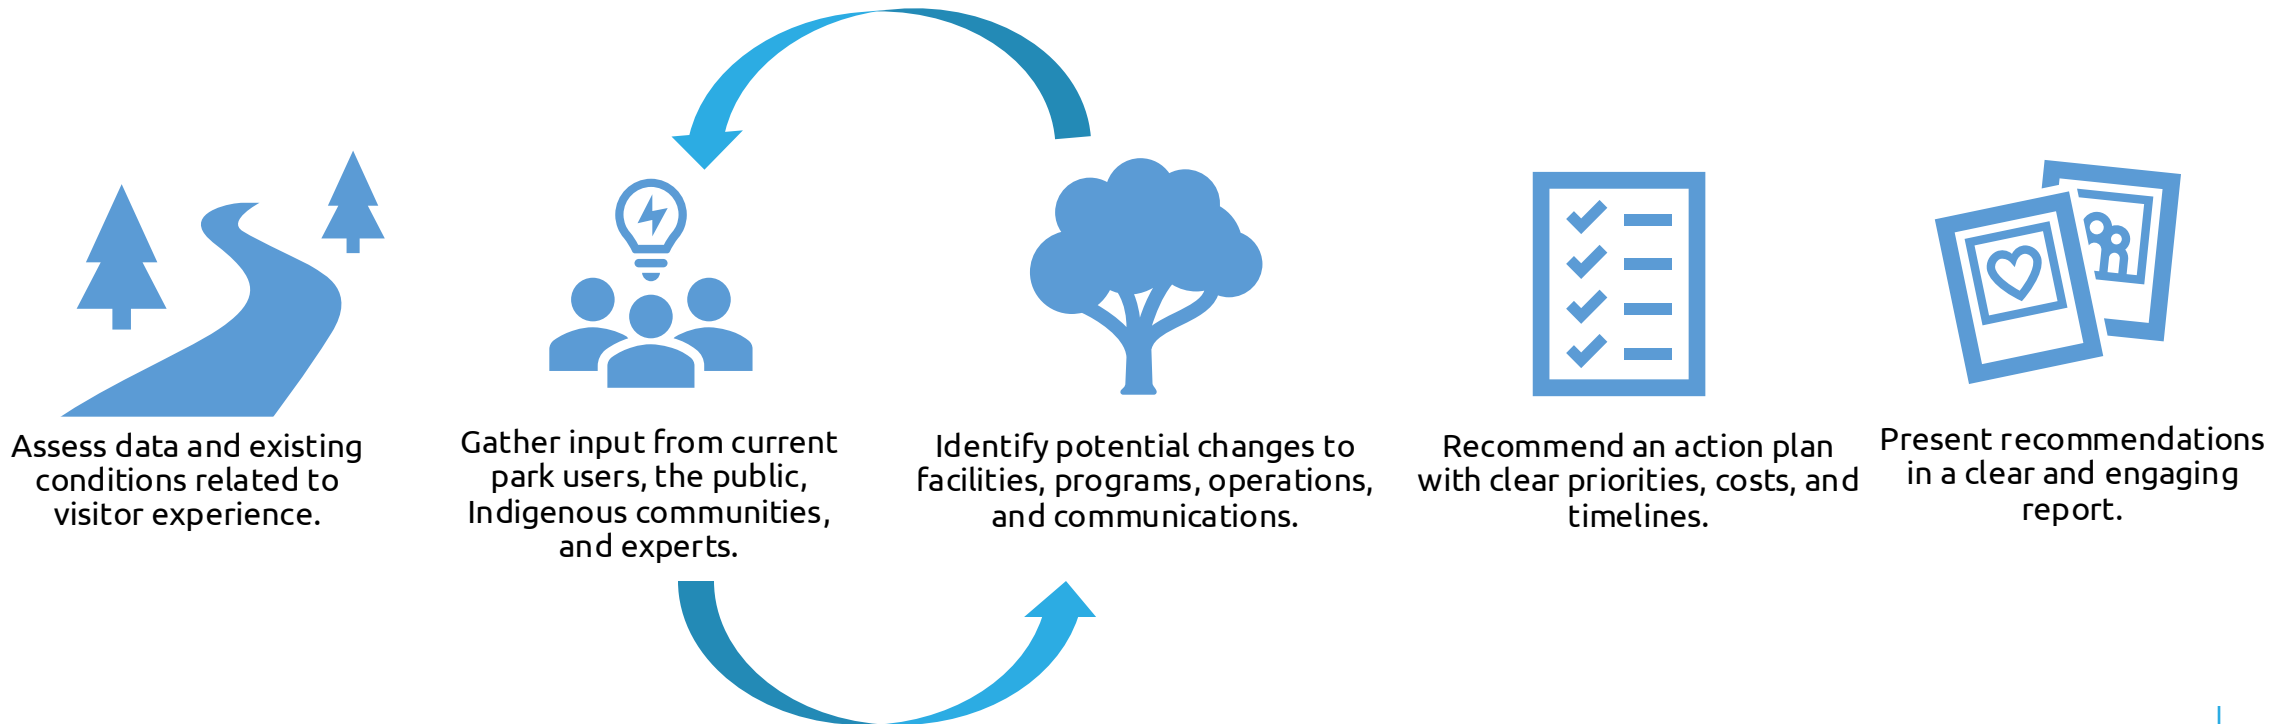 Assess data and existing
conditions related to
visitor experience.
Gather input from current
park users, the public,
Indigenous communities,
and experts.
Identify potential changes to
facilities, programs, operations,
and communications.
Recommend an action plan
with clear priorities, costs, and
timelines.
Present recommendations
in a clear and engaging
report.